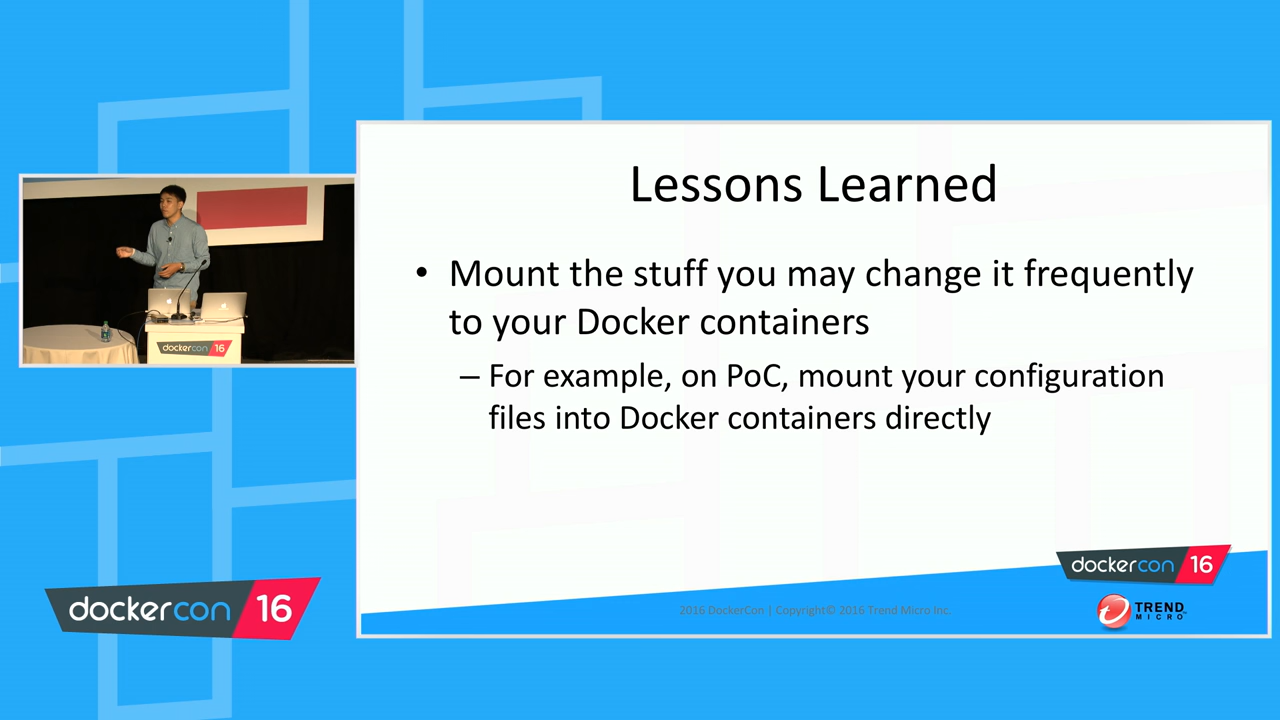 Lessons Learned
• Mount the stuff you may change it frequently
to your Docker containers
– For example, on PoC, mount your configuration
files into Docker containers directly
dockercon 16
2016 DockerCon | Copyright© 2016 Trend Micro Inc.
TREND
MICRO
dockercon 16
dockercon 16